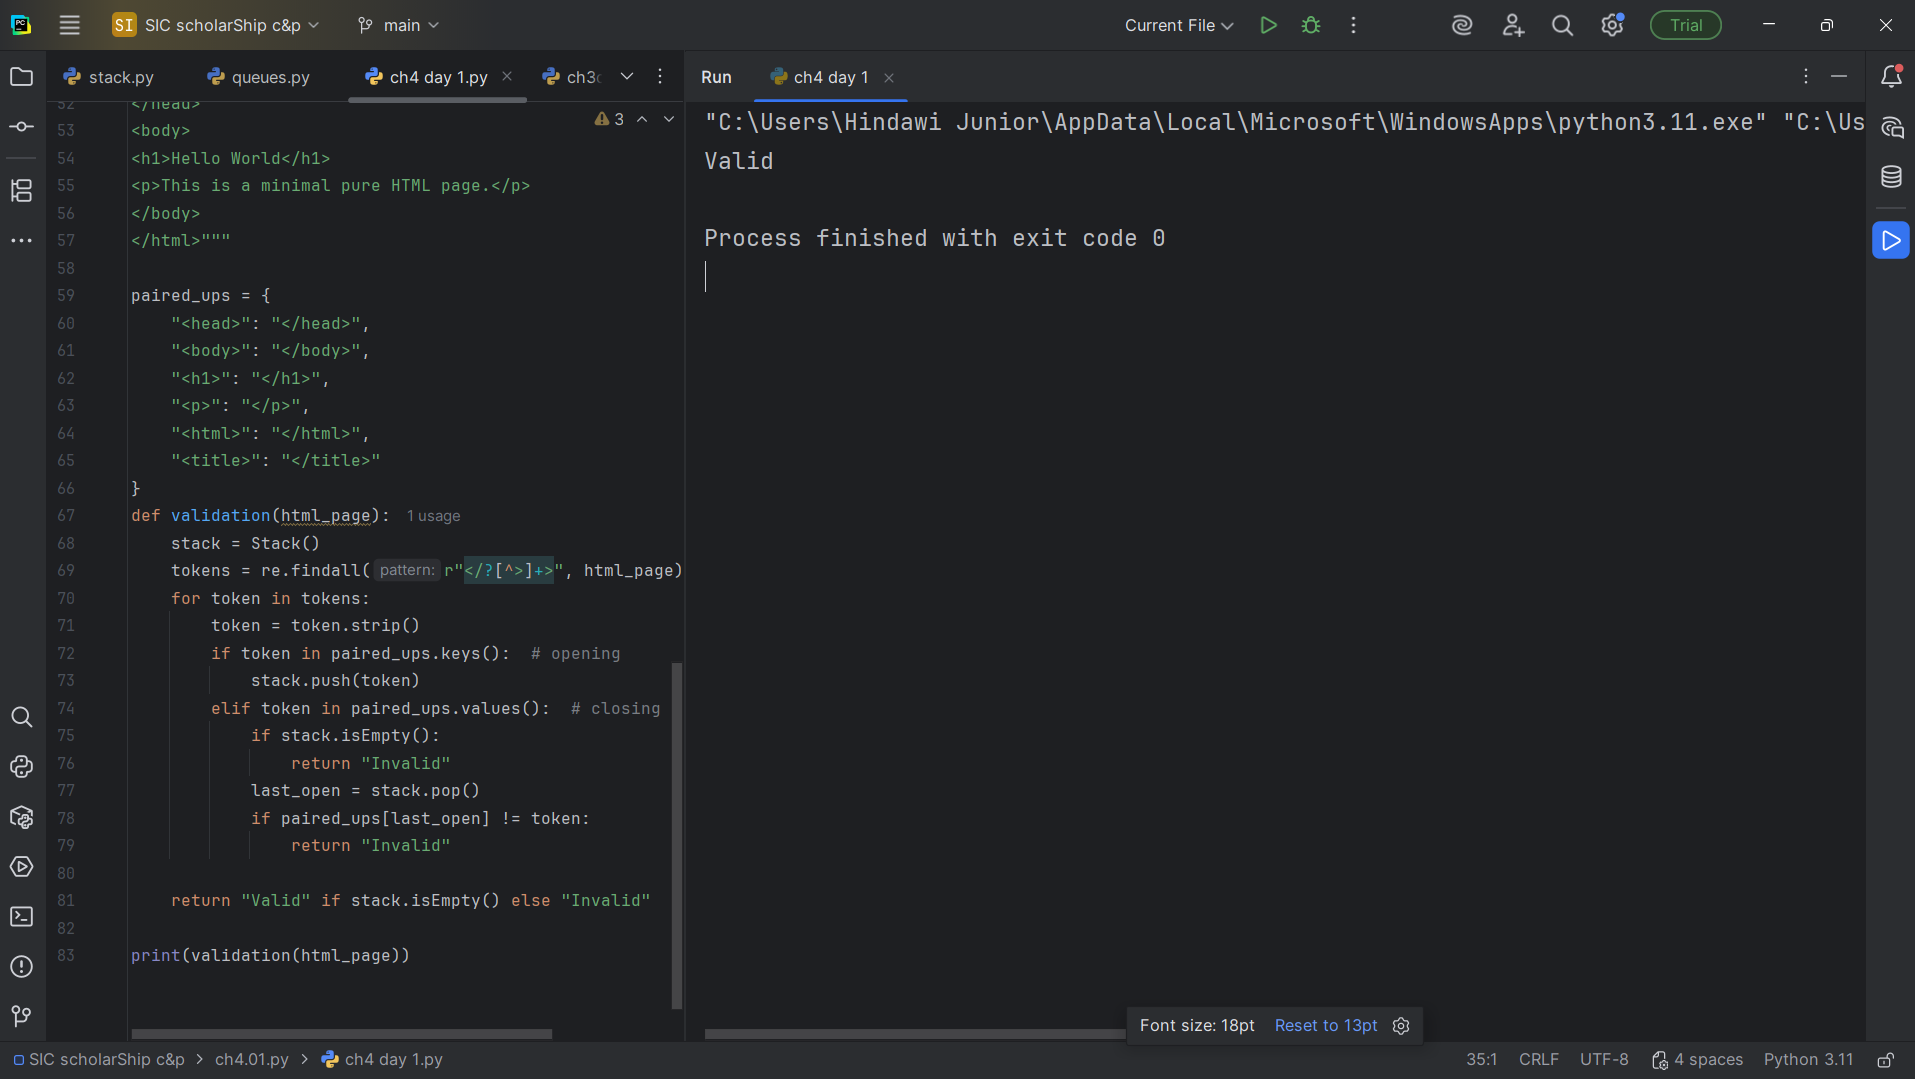 SI SIC scholarShip c&p main Current File Trial
stack.py queues.py ch4 day 1.py ch3 Run ch4 day 1
52 </head>
53 <body>
54 <h1>Hello World</h1>
55 <p>This is a minimal pure HTML page.</p>
56 </body>
57 </html>"""
58
59 paired_ups = {
60 "<head>": "</head>",
61 "<body>": "</body>",
62 "<h1>": "</h1>",
63 "<p>": "</p>",
64 "<html>": "</html>",
65 "<title>": "</title>"
66 }
67 def validation(html_page): 1 usage
68 stack = Stack()
69 tokens = re.findall( pattern: r"</?[^>]+>", html_page)
70 for token in tokens:
71 token = token.strip()
72 if token in paired_ups.keys(): # opening
73 stack.push(token)
74 elif token in paired_ups.values(): # closing
75 if stack.isEmpty():
76 return "Invalid"
77 last_open = stack.pop()
78 if paired_ups[last_open] != token:
79 return "Invalid"
80
81 return "Valid" if stack.isEmpty() else "Invalid"
82
83 print(validation(html_page))
3
"C:\Users\Hindawi Junior\AppData\Local\Microsoft\WindowsApps\python3.11.exe" "C:\Us
Valid
Process finished with exit code 0
Font size: 18pt Reset to 13pt
SIC scholarShip c&p > ch4.01.py > ch4 day 1.py 35:1 CRLF UTF-8 4 spaces Python 3.11